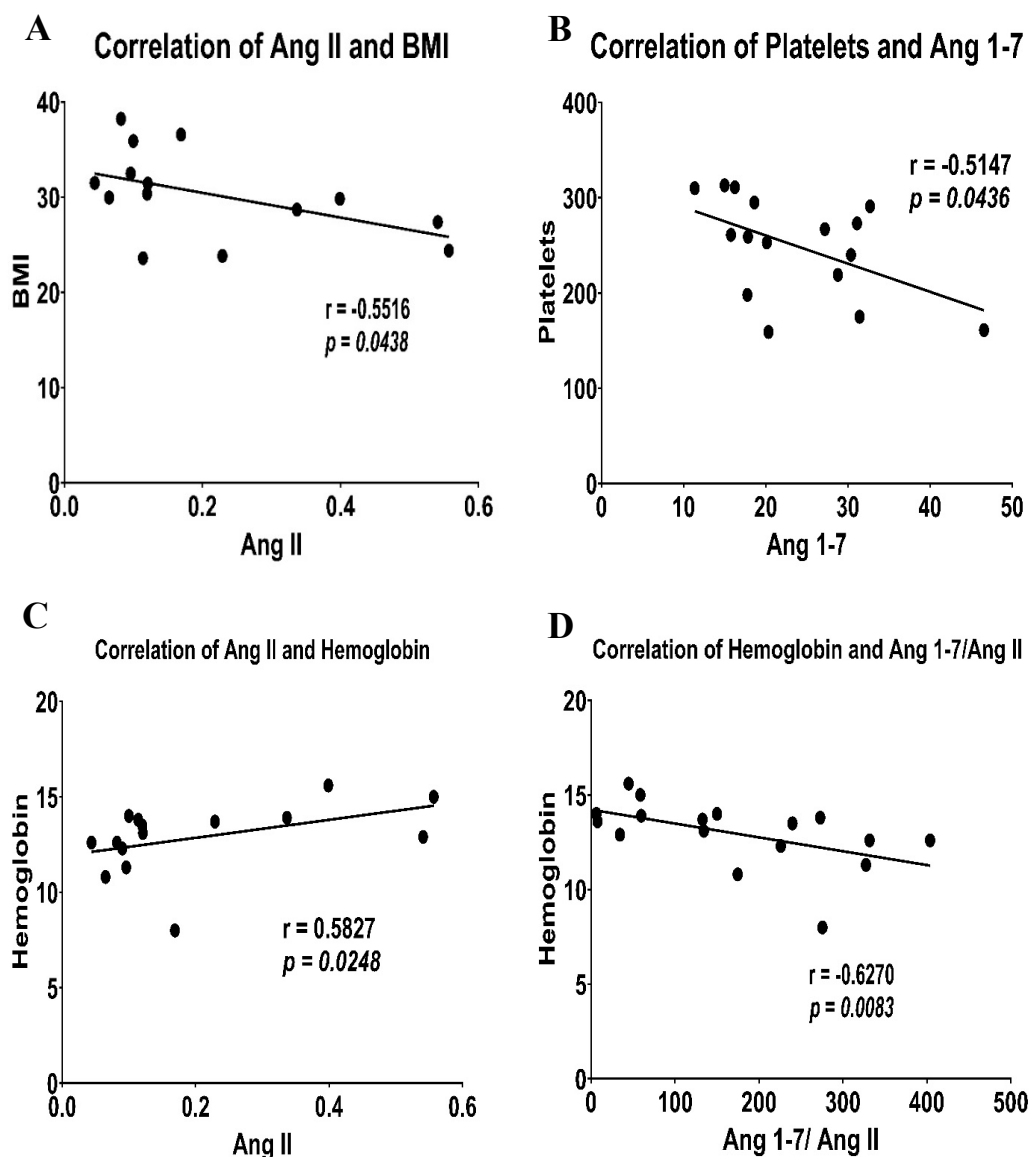 A
Correlation of Ang II and BMI
40
30
20
10
0
BMI
r = -0.5516
p = 0.0438
0.0 0.2 0.4 0.6
Ang II
B
Correlation of Platelets and Ang 1-7
400
300
200
100
0
Platelets
r = -0.5147
p = 0.0436
10 20 30 40 50
Ang 1-7
C
Correlation of Ang II and Hemoglobin
20
15
10
5
0
Hemoglobin
r = 0.5827
p = 0.0248
0.0 0.2 0.4 0.6
Ang II
D
Correlation of Hemoglobin and Ang 1-7/Ang II
20
15
10
5
0
Hemoglobin
r = -0.6270
p = 0.0083
0 100 200 300 400 500
Ang 1-7/ Ang II